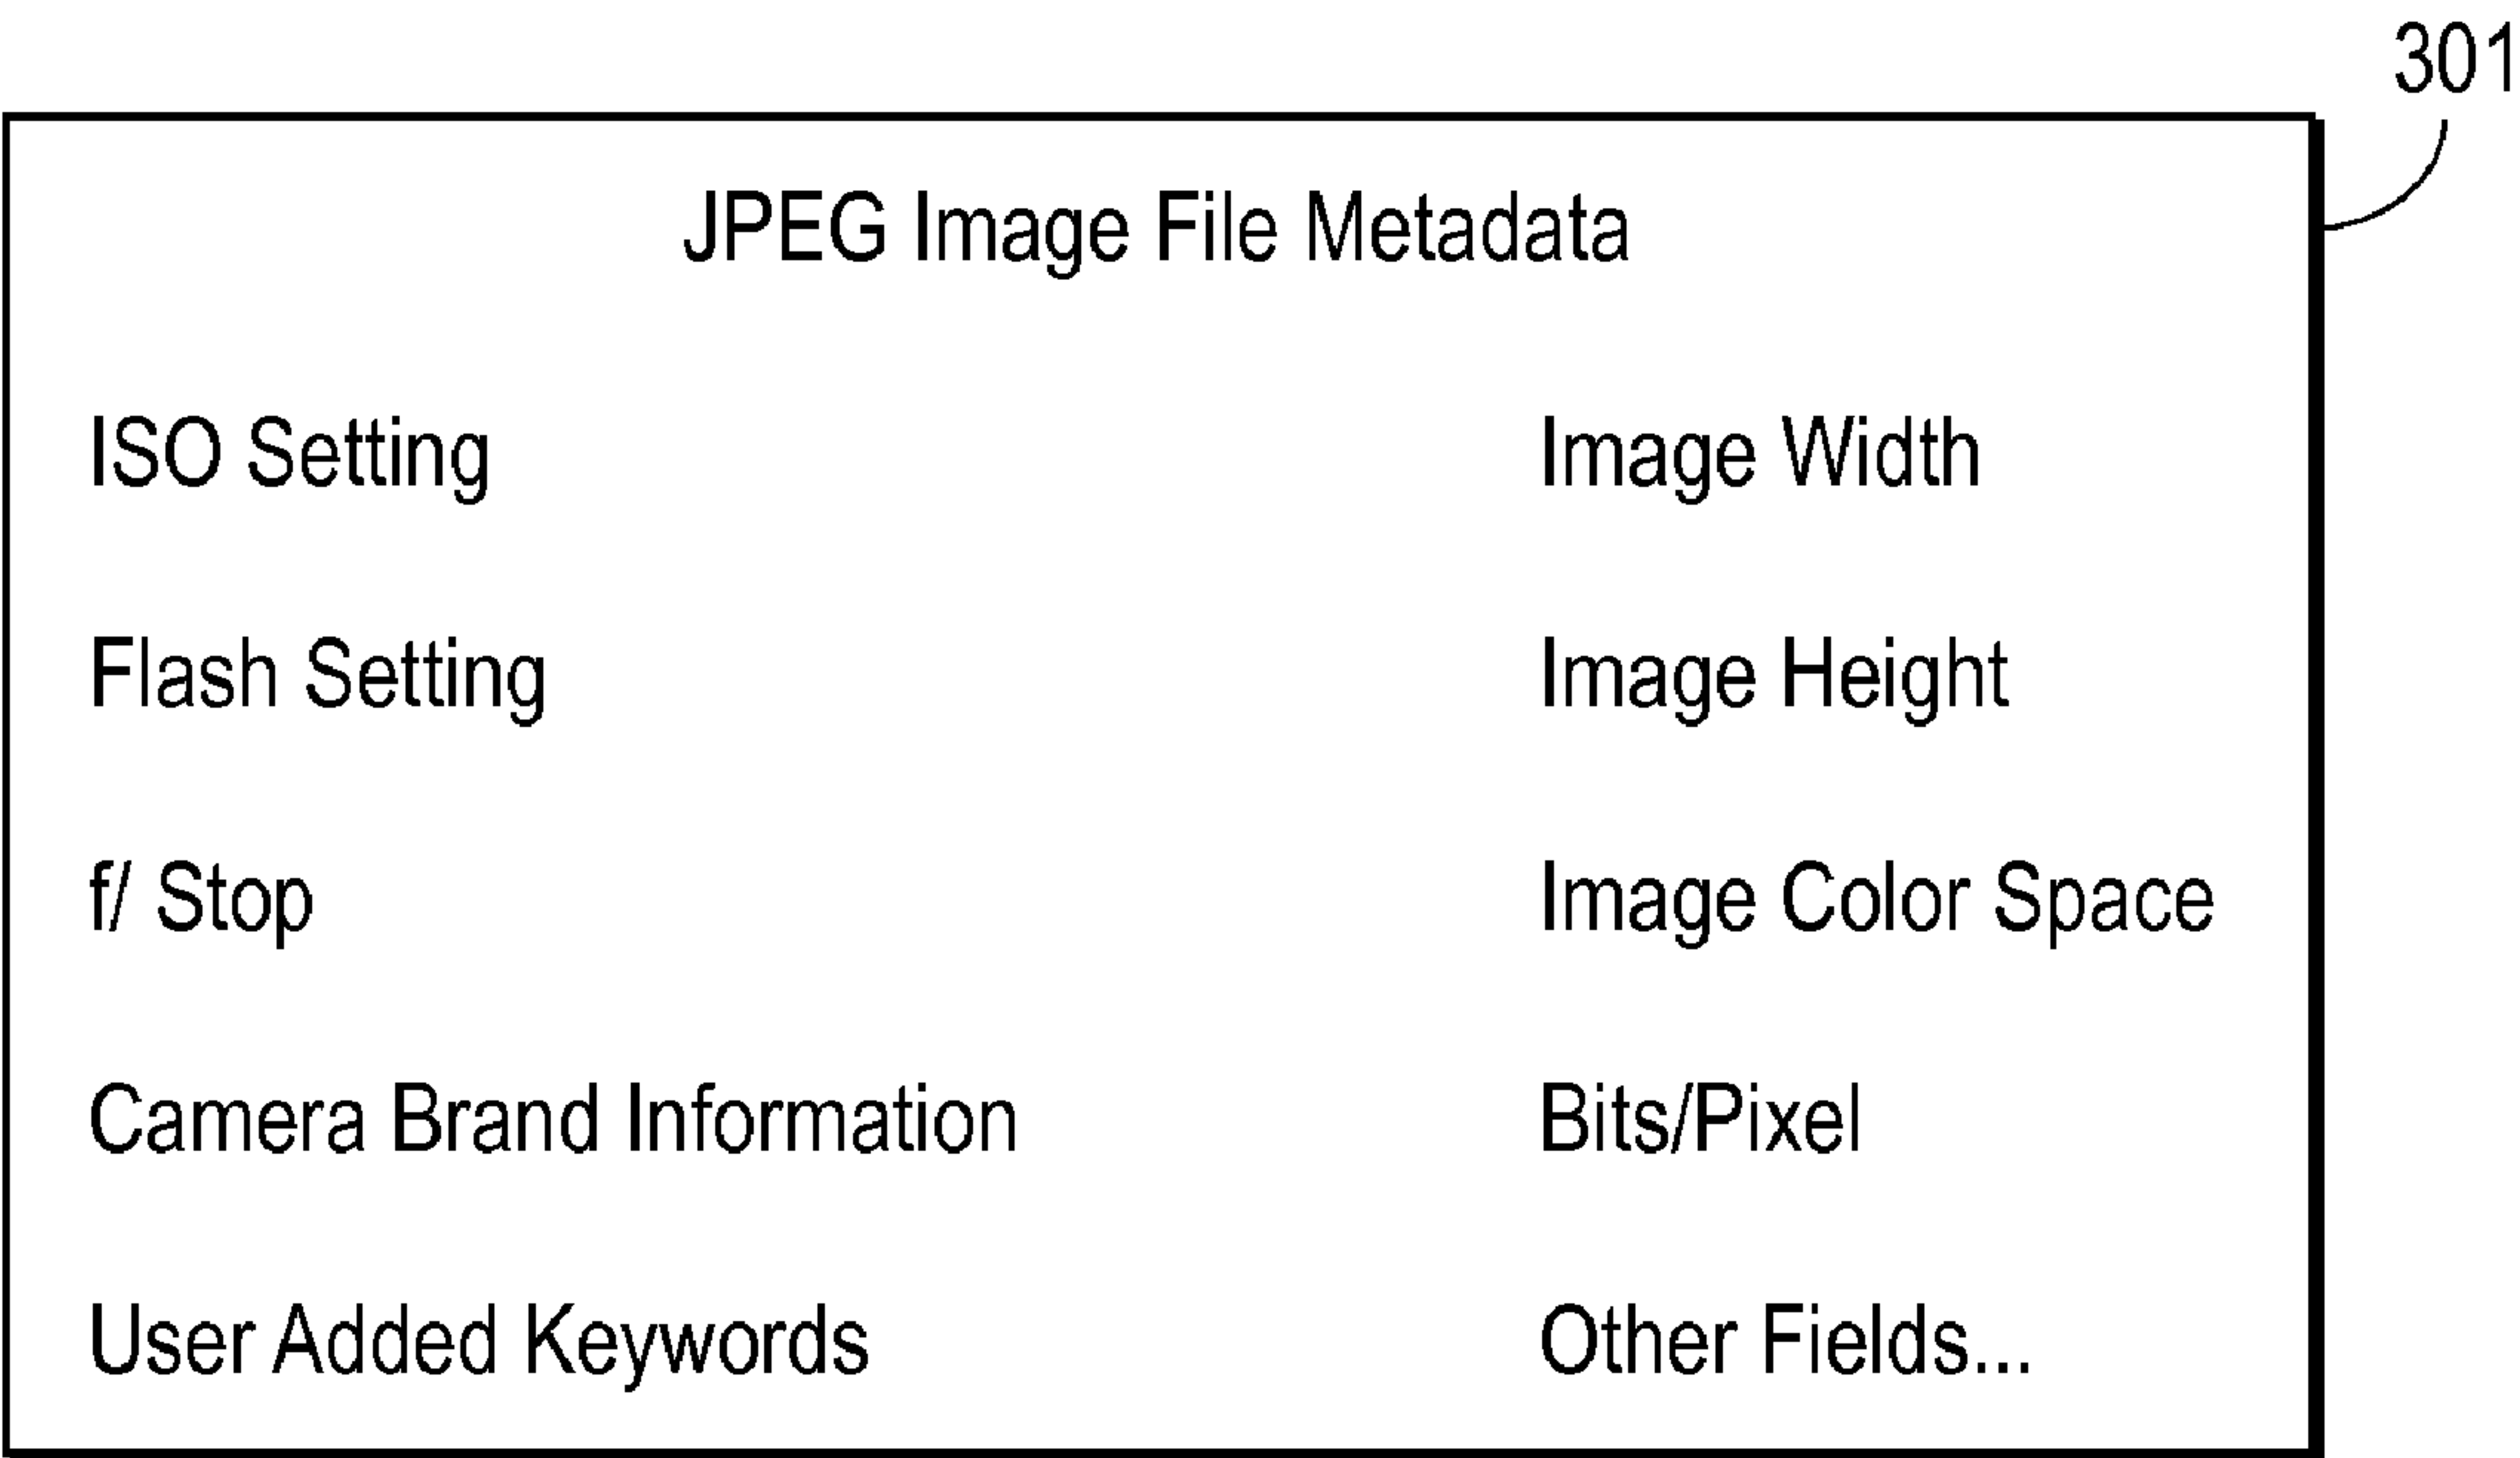 301
JPEG Image File Metadata
ISO Setting
Image Width
Flash Setting
Image Height
f/ Stop
Image Color Space
Camera Brand Information
Bits/Pixel
User Added Keywords
Other Fields...